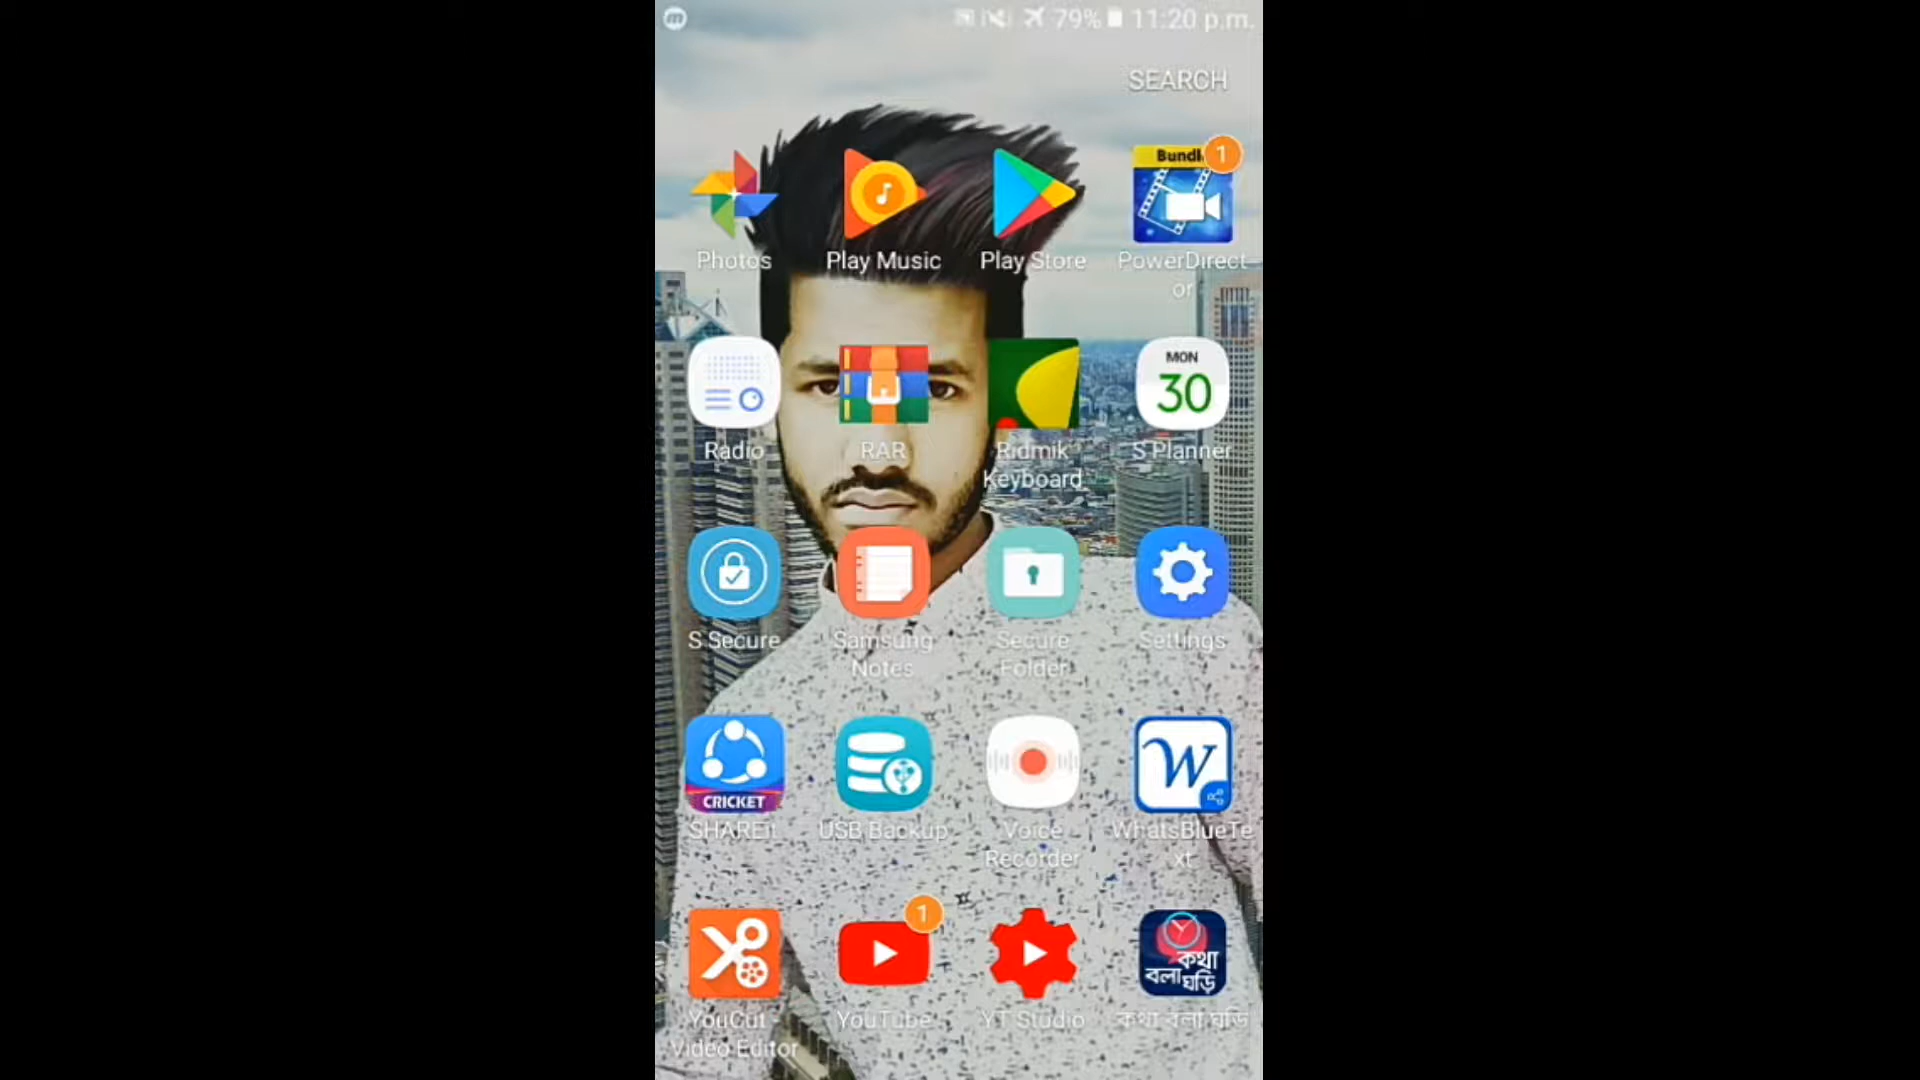 79% 11:20 p.m.
SEARCH
1
Photos
Play Music
Play Store
PowerDirect
or
MON
30
Radio
RAR
Ridmik
Keyboard
S Planner
S Secure
Samsung
Notes
Secure
Folder
Settings
W
CRICKET
SHAREit
USB Backup
Voice
Recorder
WhatsBlueTe
xt
1
কথা
বলা
ঘড়ি
YouCut -
Video Editor
YouTube
YT Studio
কথা বলা ঘড়ি